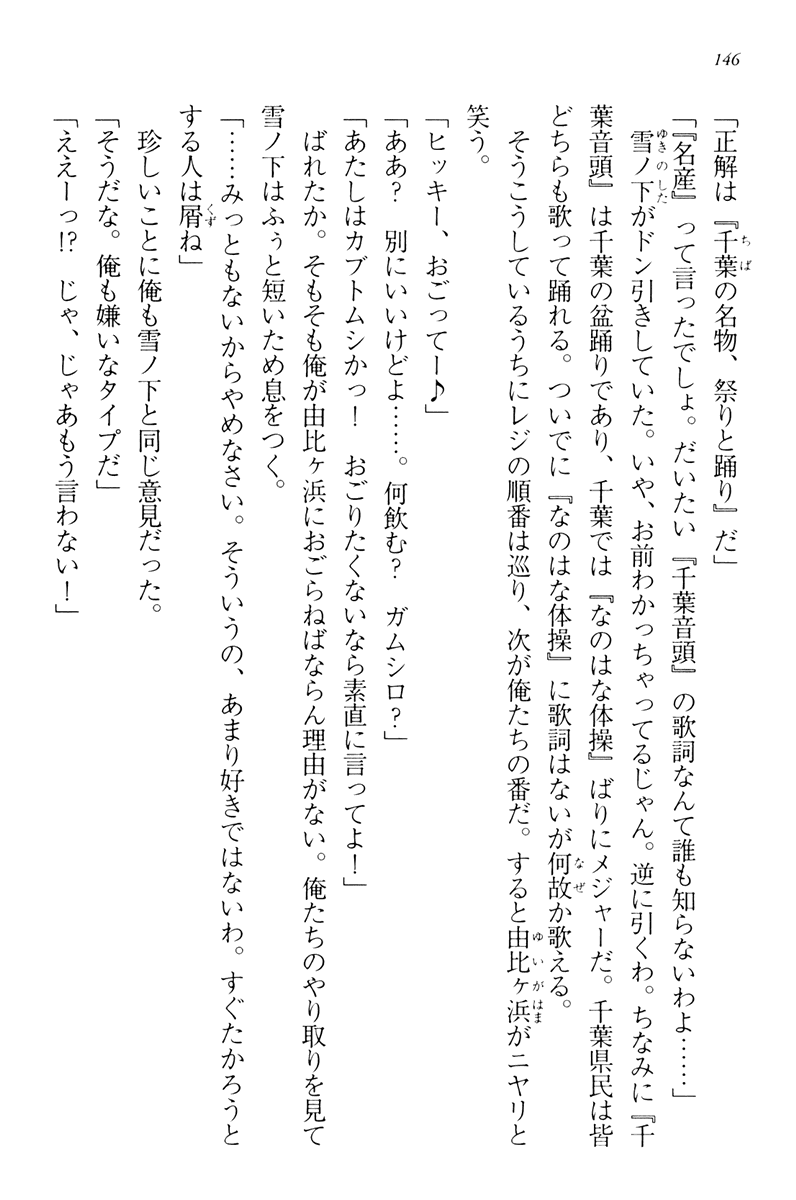 146
「正解は『千葉の名物、祭りと踊り』だ」
「『名産』って言ったでしょ。だいたい『千葉音頭』の歌詞なんて誰も知らないわよ……」
　雪ノ下がドン引きしていた。いや、お前わかっちゃってるじゃん。逆に引くわ。ちなみに『千
葉音頭』は千葉の盆踊りであり、千葉では『なのはな体操』ばりにメジャーだ。千葉県民は皆
どちらも歌って踊れる。ついでに『なのはな体操』に歌詞はないが何故か歌える。
　そうこうしているうちにレジの順番は巡り、次が俺たちの番だ。すると由比ヶ浜がニヤリと
笑う。
「ヒッキー、おごってー♪」
「ああ？　別にいいけどよ……。何飲む？　ガムシロ？」
「あたしはカブトムシかっ！　おごりたくないなら素直に言ってよ！」
　ばれたか。そもそも俺が由比ヶ浜におごらねばならん理由がない。俺たちのやり取りを見て
雪ノ下はふぅと短いため息をつく。
「……みっともないからやめなさい。そういうの、あまり好きではないわ。すぐたかろうと
する人は屑ね」
　珍しいことに俺も雪ノ下と同じ意見だった。
「そうだな。俺も嫌いなタイプだ」
「ええーっ!?　じゃ、じゃあもう言わない！」